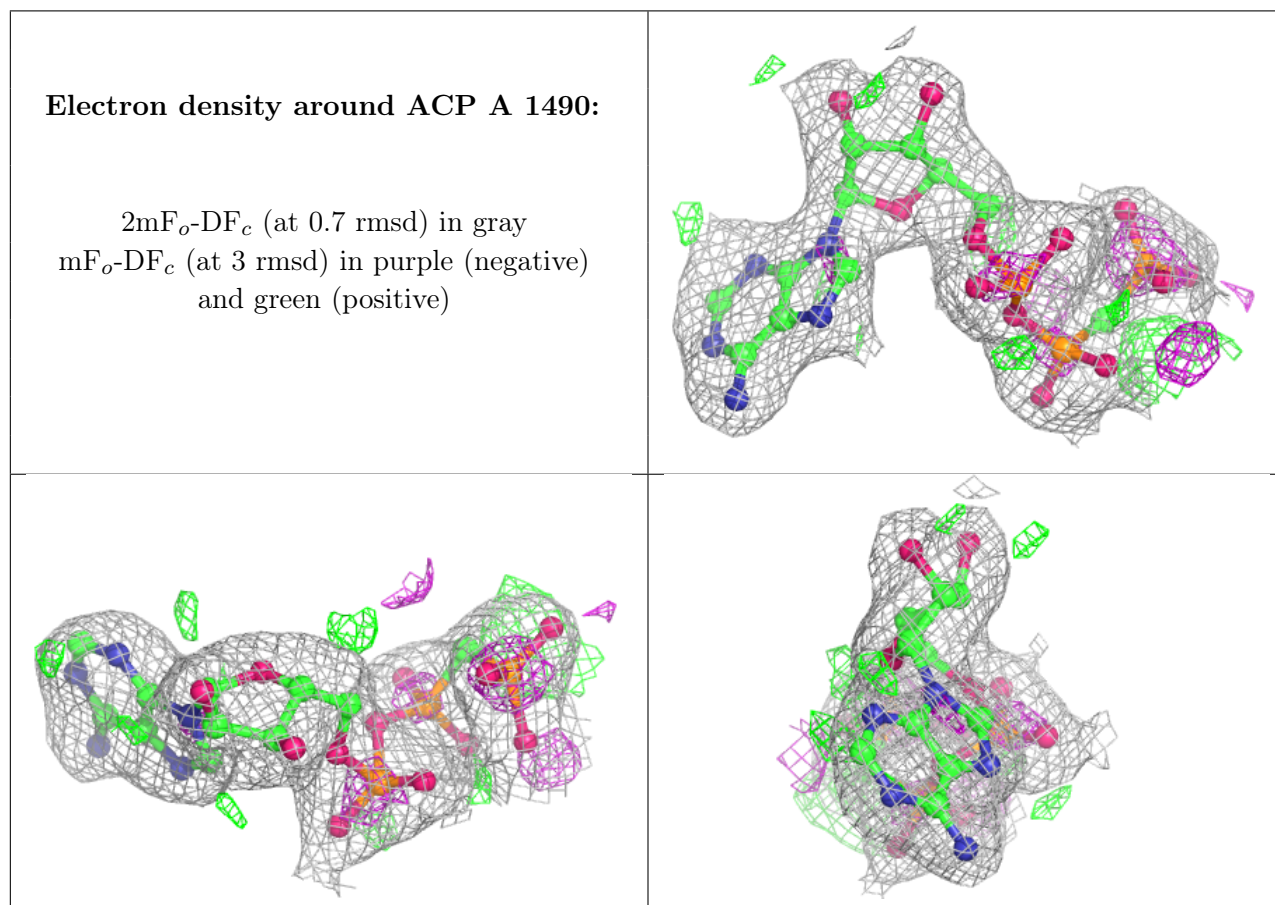 Electron density around ACP A 1490:
2mFo-DFc (at 0.7 rmsd) in gray
mFo-DFc (at 3 rmsd) in purple (negative)
and green (positive)